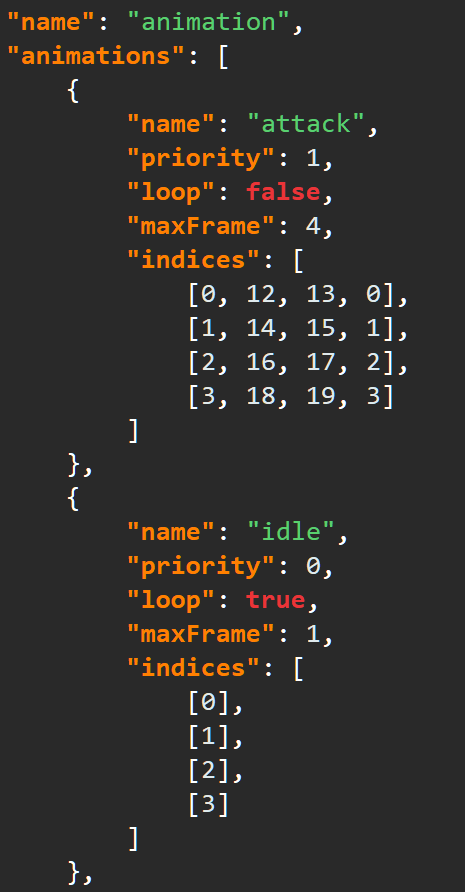 "name": "animation",
"animations": [
    {
        "name": "attack",
        "priority": 1,
        "loop": false,
        "maxFrame": 4,
        "indices": [
            [0, 12, 13, 0],
            [1, 14, 15, 1],
            [2, 16, 17, 2],
            [3, 18, 19, 3]
        ]
    },
    {
        "name": "idle",
        "priority": 0,
        "loop": true,
        "maxFrame": 1,
        "indices": [
            [0],
            [1],
            [2],
            [3]
        ]
    },